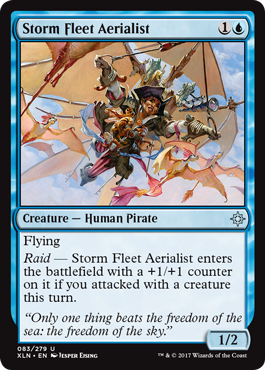 Storm Fleet Aerialist 1
Creature — Human Pirate
Flying
Raid — Storm Fleet Aerialist enters
the battlefield with a +1/+1 counter
on it if you attacked with a creature
this turn.
“Only one thing beats the freedom of the
sea: the freedom of the sky.”
1/2
083/279 U
XLN • EN Jesper Ejsing
™ & © 2017 Wizards of the Coast